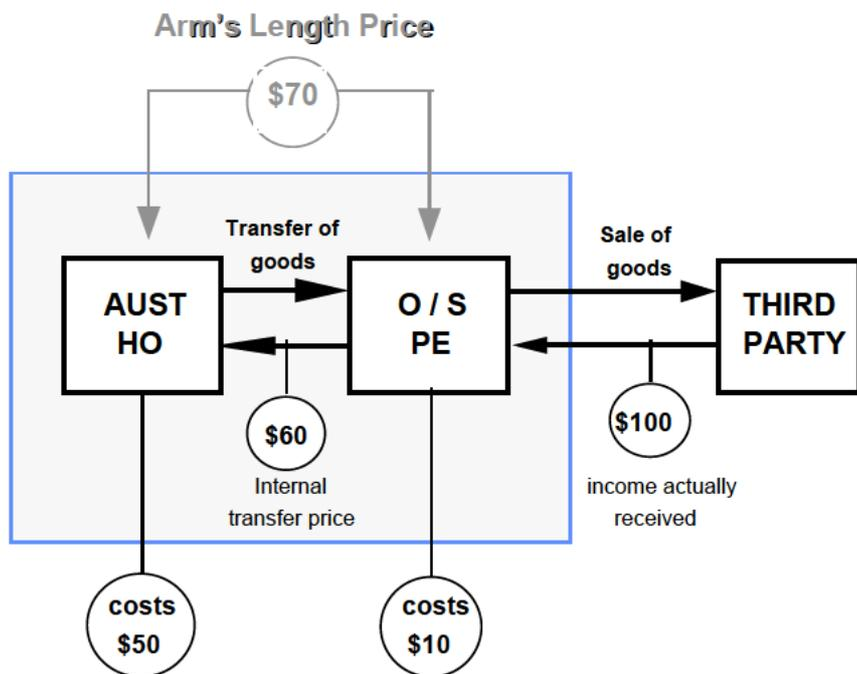 Arm's Length Price
$70
Transfer of
goods
Sale of
goods
AUST
HO
O / S
PE
THIRD
PARTY
$60
$100
Internal
transfer price
income actually
received
costs
$50
costs
$10